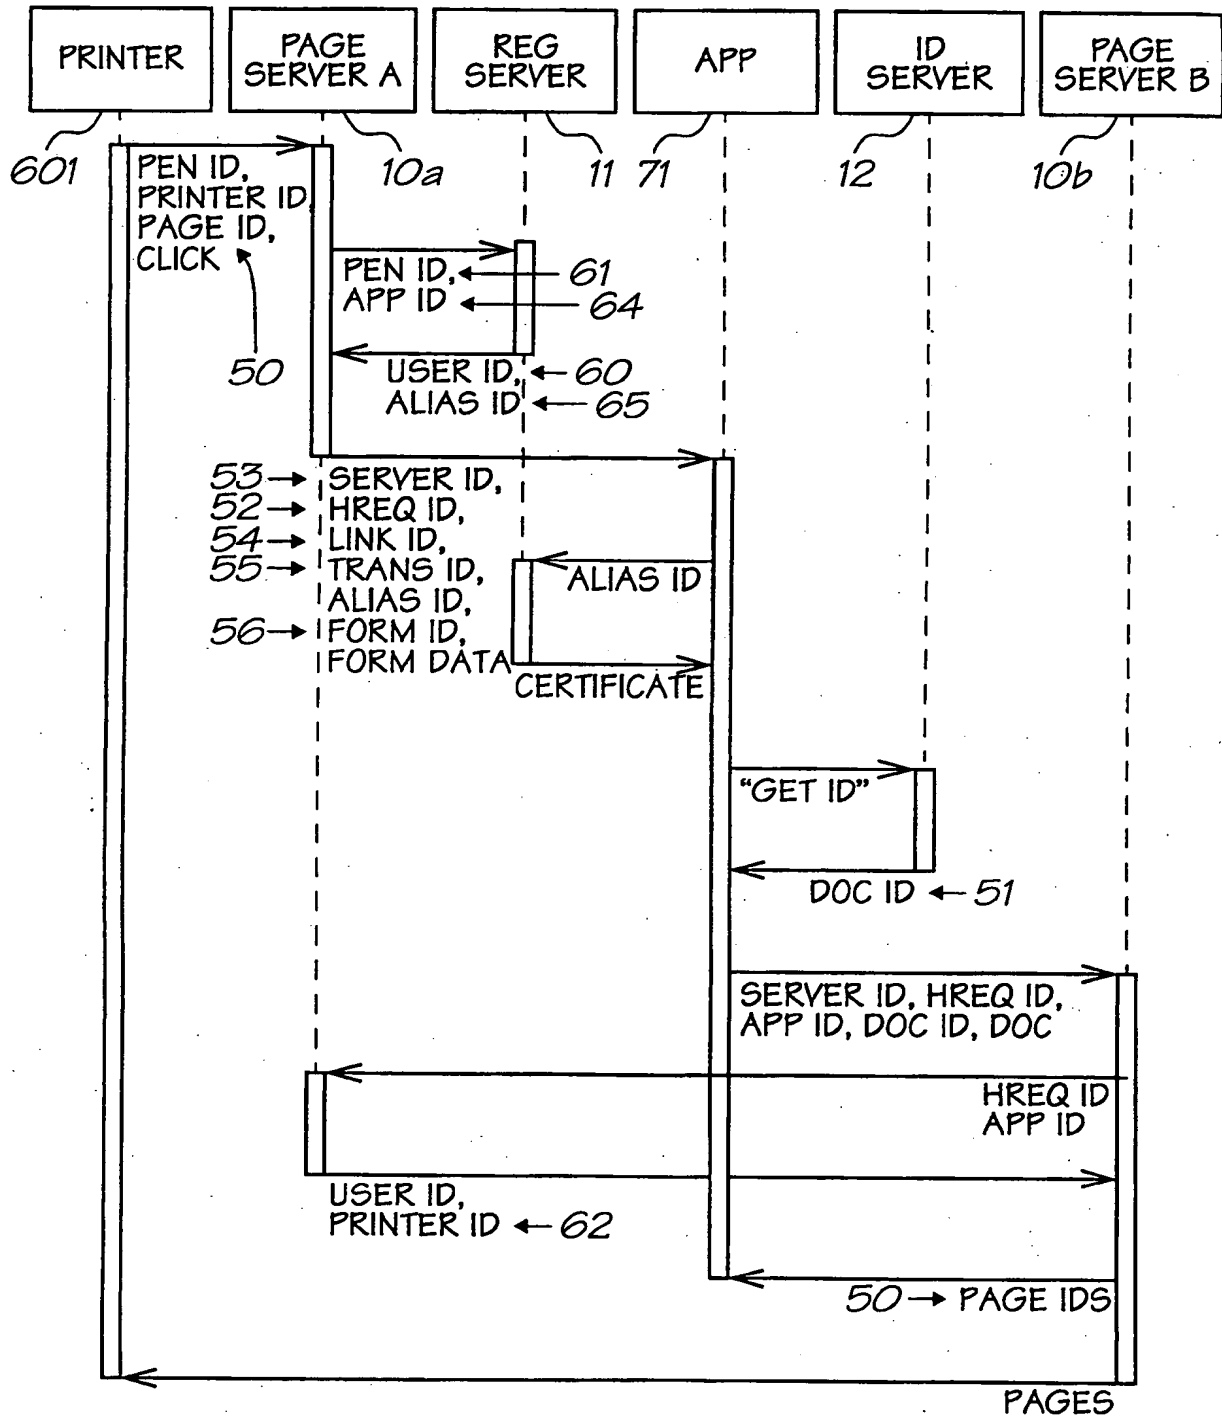 PRINTER
PAGE
SERVER A
REG
SERVER
APP
ID
SERVER
PAGE
SERVER B
601
10a
11
71
12
10b
PEN ID,
PRINTER ID
PAGE ID,
CLICK
50
PEN ID, 61
APP ID 64
USER ID, 60
ALIAS ID 65
53 SERVER ID,
52 HREQ ID,
54 LINK ID,
55 TRANS ID,
ALIAS ID,
56 FORM ID,
FORM DATA
ALIAS ID
CERTIFICATE
“GET ID”
DOC ID 51
SERVER ID, HREQ ID,
APP ID, DOC ID, DOC
HREQ ID
APP ID
USER ID,
PRINTER ID 62
50 PAGE IDS
PAGES